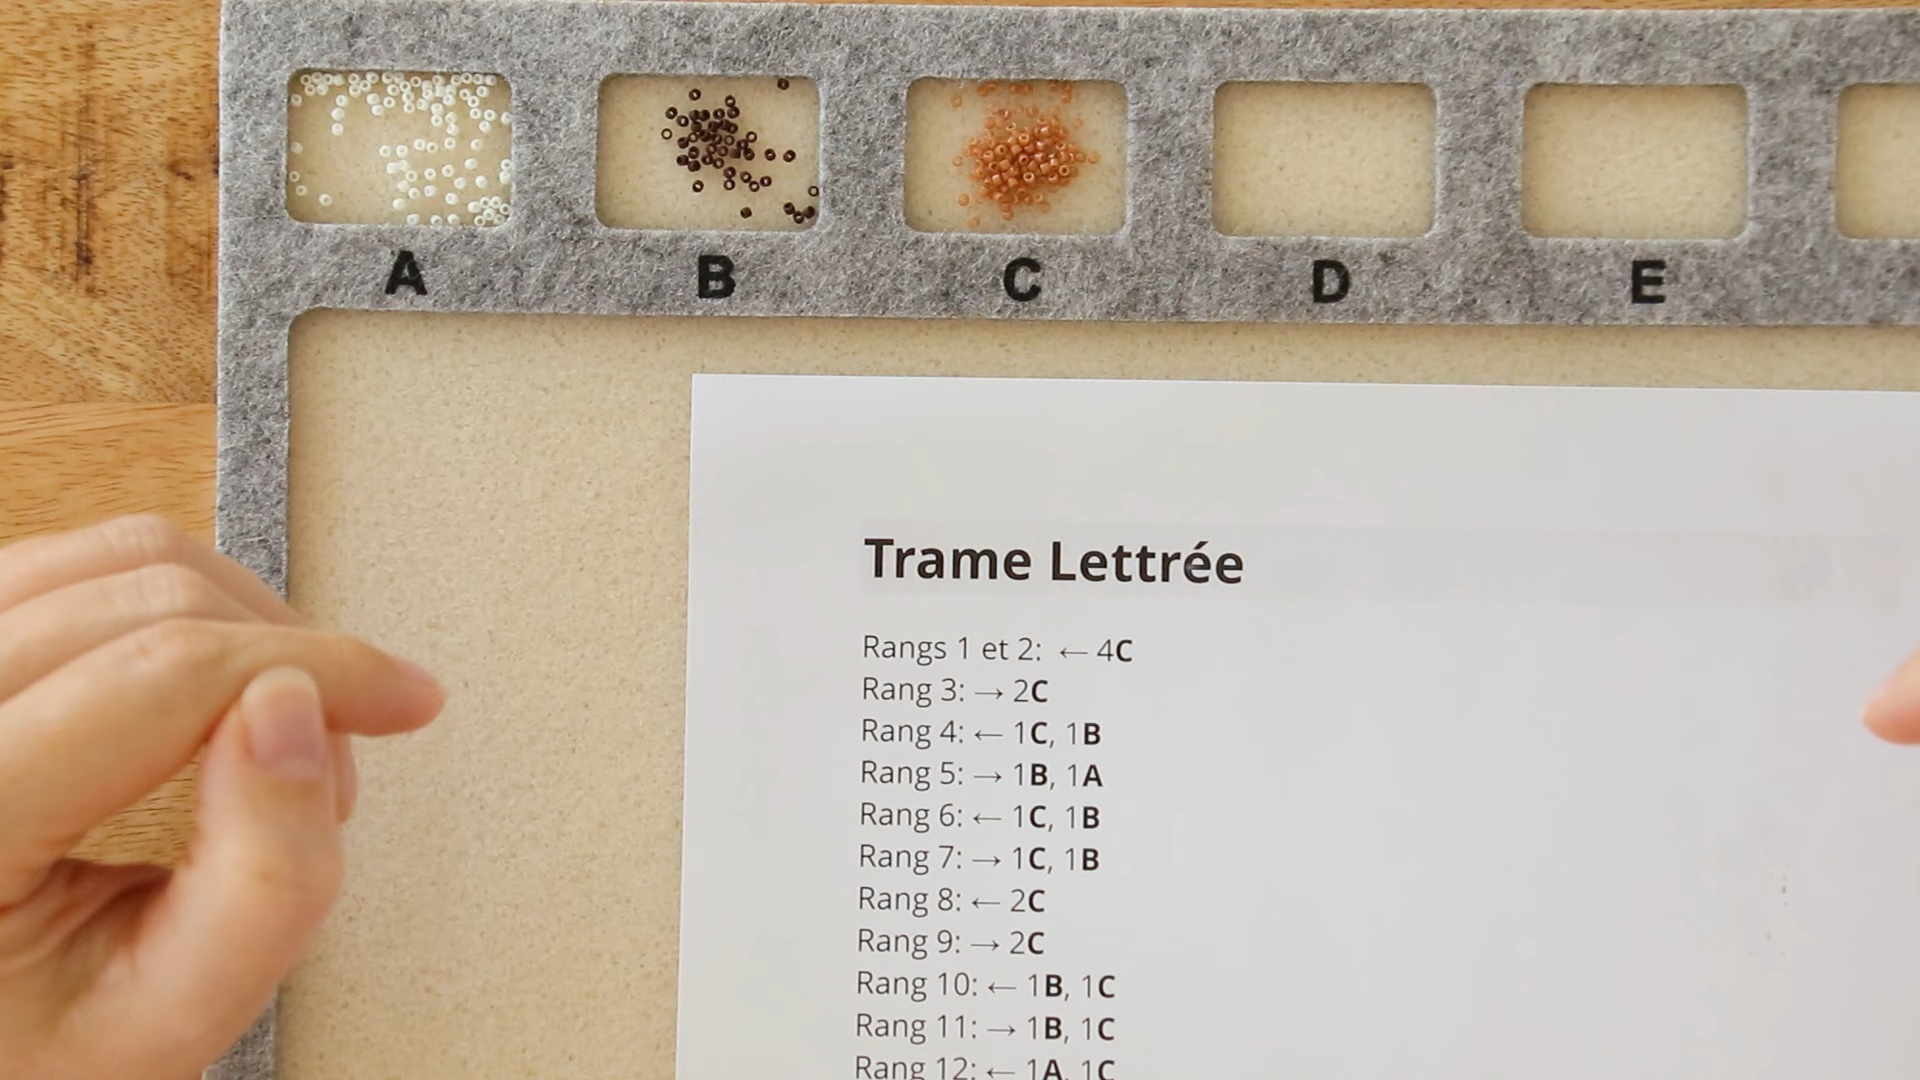 A B C D E
Trame Lettrée
Rangs 1 et 2: ← 4C
Rang 3: → 2C
Rang 4: ← 1C, 1B
Rang 5: → 1B, 1A
Rang 6: ← 1C, 1B
Rang 7: → 1C, 1B
Rang 8: ← 2C
Rang 9: → 2C
Rang 10: ← 1B, 1C
Rang 11: → 1B, 1C
Rang 12: ← 1A, 1C